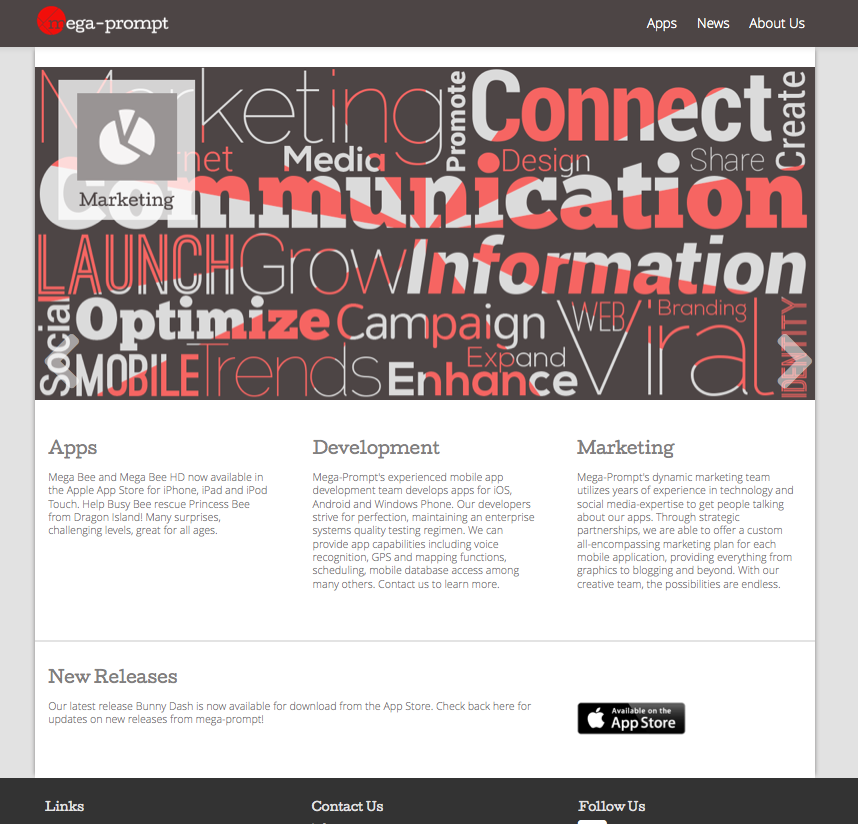 mega-prompt
Apps News About Us
Marketing
Promote
Connect
Create
net
Media
Design
Share
Communication
Marketing
LAUNCH
Grow
Information
Social
Optimize
Campaign
WEB
Branding
Viral
IDENTITY
MOBILE
Trends
Expand
Enhance
Apps
Mega Bee and Mega Bee HD now available in
the Apple App Store for iPhone, iPad and iPod
Touch. Help Busy Bee rescue Princess Bee
from Dragon Island! Many surprises,
challenging levels, great for all ages.
Development
Mega-Prompt's experienced mobile app
development team develops apps for iOS,
Android and Windows Phone. Our developers
strive for perfection, maintaining an enterprise
systems quality testing regimen. We can
provide app capabilities including voice
recognition, GPS and mapping functions,
scheduling, mobile database access among
many others. Contact us to learn more.
Marketing
Mega-Prompt's dynamic marketing team
utilizes years of experience in technology and
social media-expertise to get people talking
about our apps. Through strategic
partnerships, we are able to offer a custom
all-encompassing marketing plan for each
mobile application, providing everything from
graphics to blogging and beyond. With our
creative team, the possibilities are endless.
New Releases
Our latest release Bunny Dash is now available for download from the App Store. Check back here for
updates on new releases from mega-prompt!
Available on the
App Store
Links
Contact Us
Follow Us